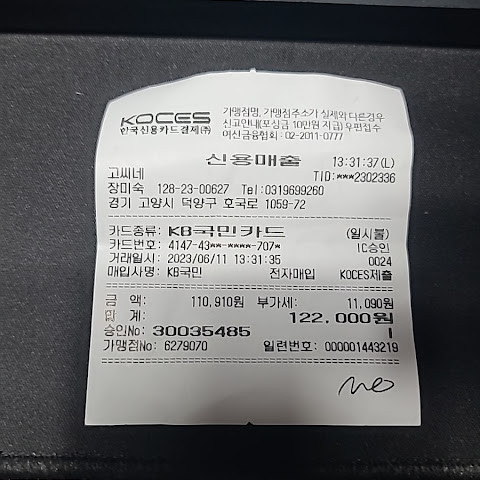 KOCES
한국신용카드결제(주)
가맹점명, 가맹점주소가 실제와 다른경우
신고안내(포상금 10만원 지급) 우편접수
여신금융협회 : 02-2011-0777
신용매출 13:31:37(L)
고씨네 TID:***2302336
장미숙 128-23-00627 Tel:0319699260
경기 고양시 덕양구 호국로 1059-72
카드종류: KB국민카드 (일시불)
카드번호: 4147-43**-****-707* IC승인
거래일시: 2023/06/11 13:31:35 0024
매입사명: KB국민 전자매입 KOCES제출
금 액: 110,910원 부가세: 11,090원
합 계: 122,000원
승인No: 30035485
가맹점No: 6279070 일련번호: 000001443219